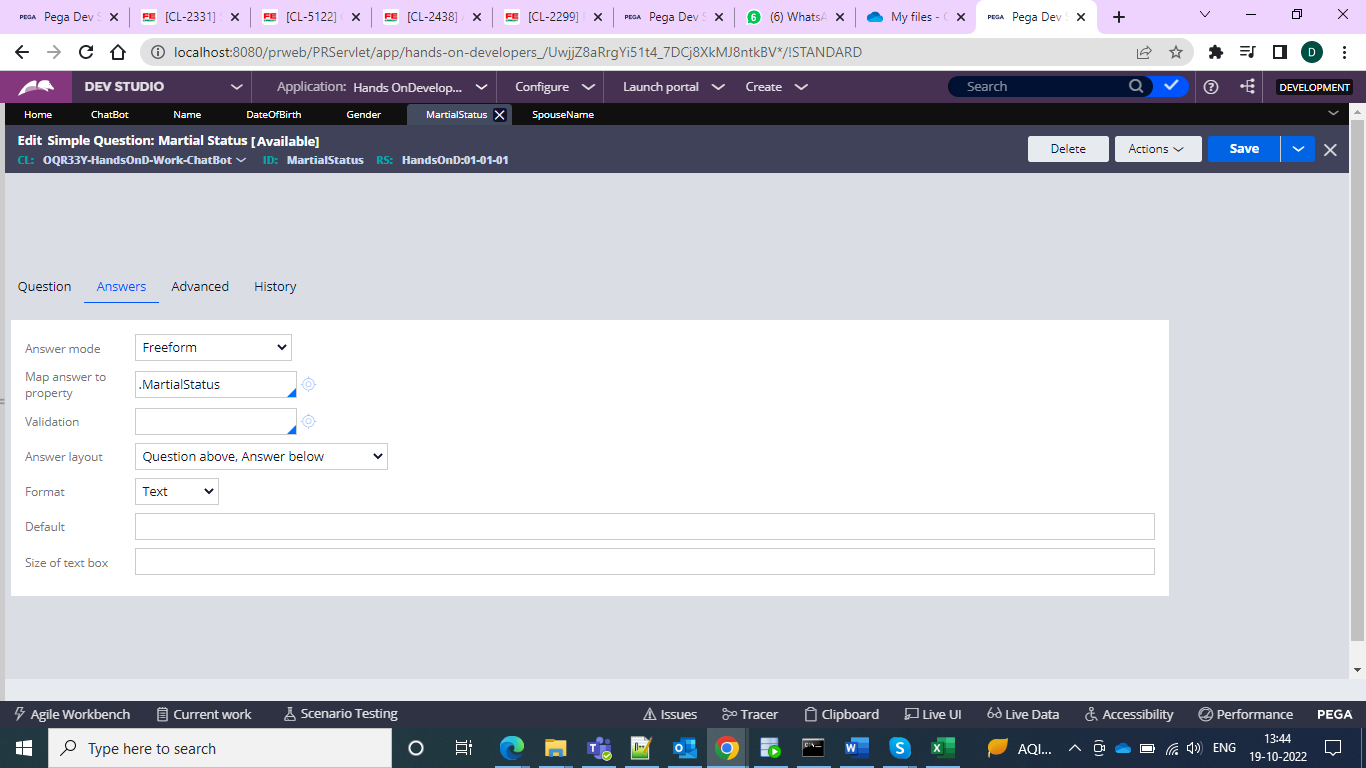 Pega Dev S
[CL-2331]
[CL-5122]
[CL-2438]
[CL-2299]
PEGA Pega Dev S
6 (6) WhatsA
My files -
PEGA Pega Dev S
localhost:8080/prweb/PRServlet/app/hands-on-developers_/UwjjZ8aRrgYi51t4_7DCj8XkMJ8ntkBV*/!STANDARD
D
DEV STUDIO
Application: Hands OnDevelop...
Configure
Launch portal
Create
Search
DEVELOPMENT
Home ChatBot Name DateOfBirth Gender MartialStatus SpouseName
Edit Simple Question: Martial Status [Available]
CL: OQR33Y-HandsOnD-Work-ChatBot ID: MartialStatus RS: HandsOnD:01-01-01
Delete Actions Save
Question Answers Advanced History
Answer mode Freeform
Map answer to property .MartialStatus
Validation
Answer layout Question above, Answer below
Format Text
Default
Size of text box
Agile Workbench Current work Scenario Testing Issues Tracer Clipboard Live UI Live Data Accessibility Performance PEGA
Type here to search
AQI...
ENG
13:44
19-10-2022